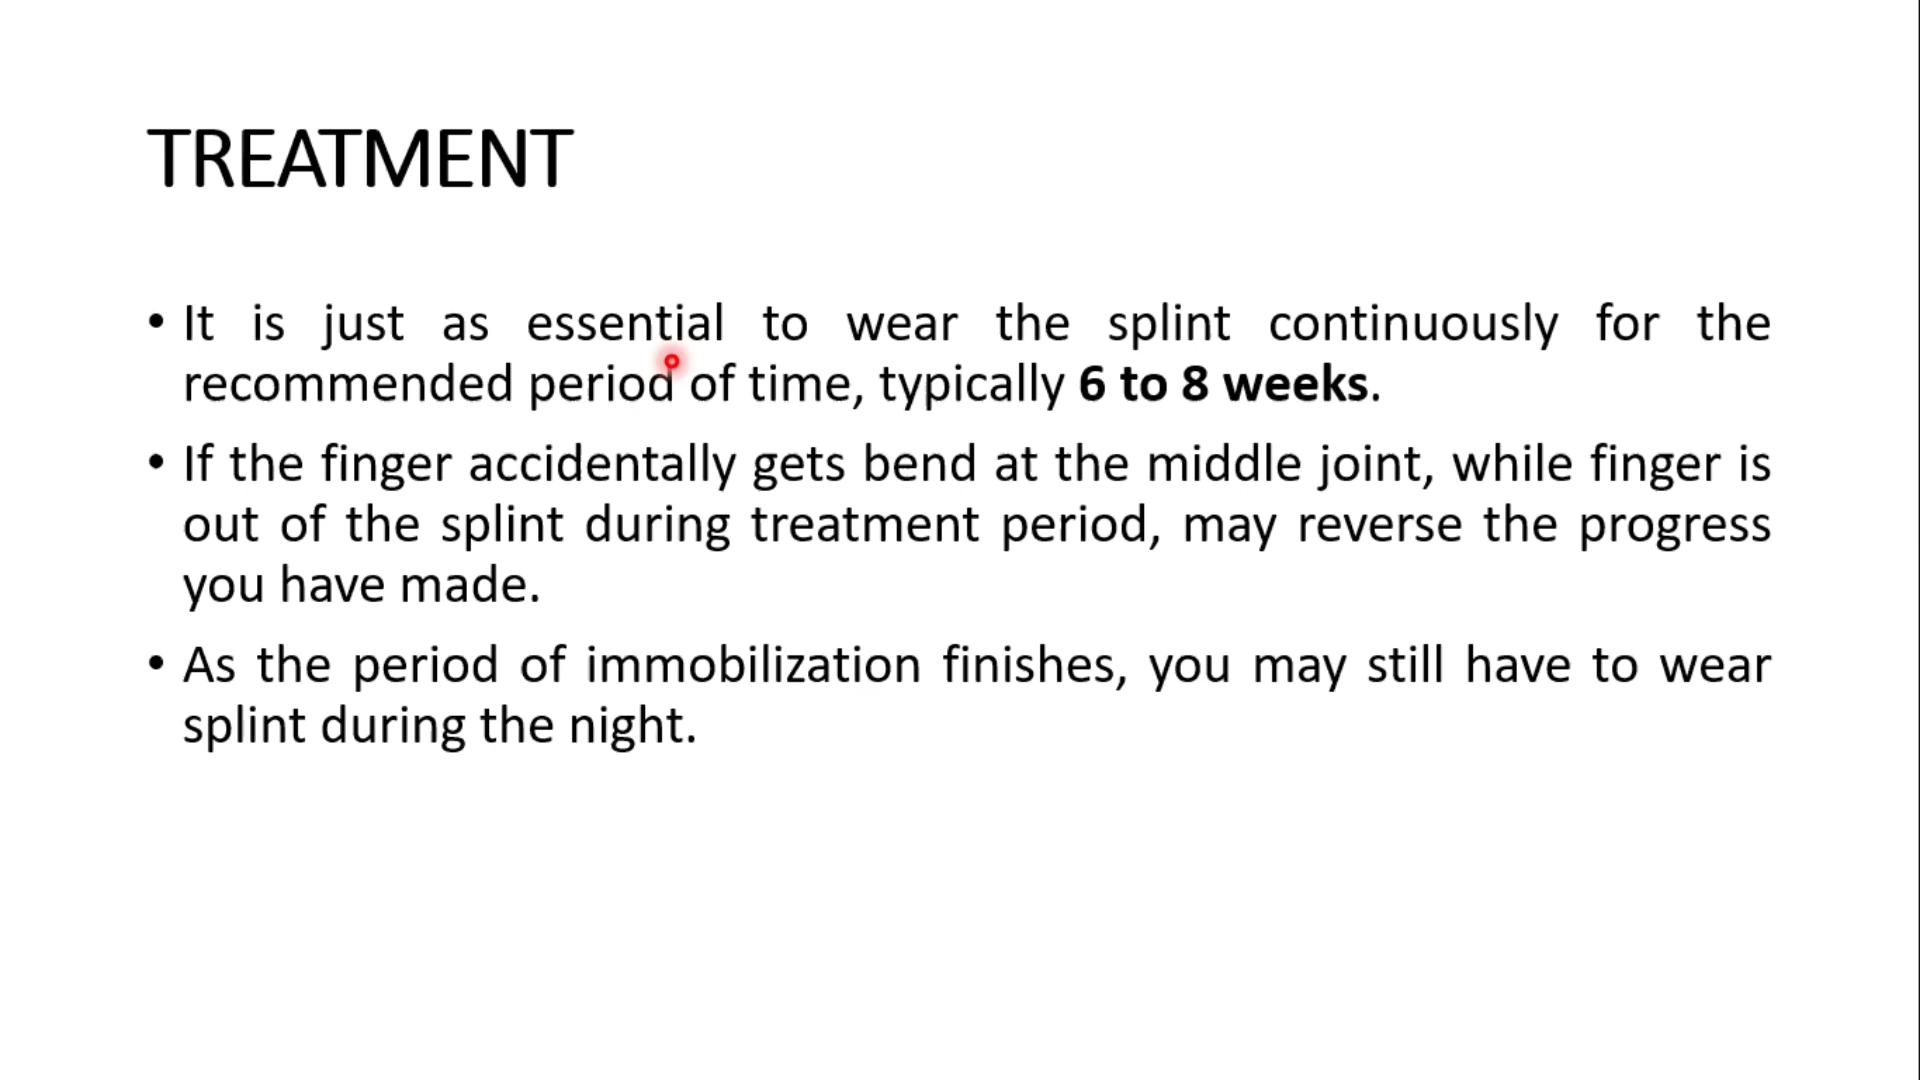 TREATMENT
• It is just as essential to wear the splint continuously for the
recommended period of time, typically 6 to 8 weeks.
• If the finger accidentally gets bend at the middle joint, while finger is
out of the splint during treatment period, may reverse the progress
you have made.
• As the period of immobilization finishes, you may still have to wear
splint during the night.